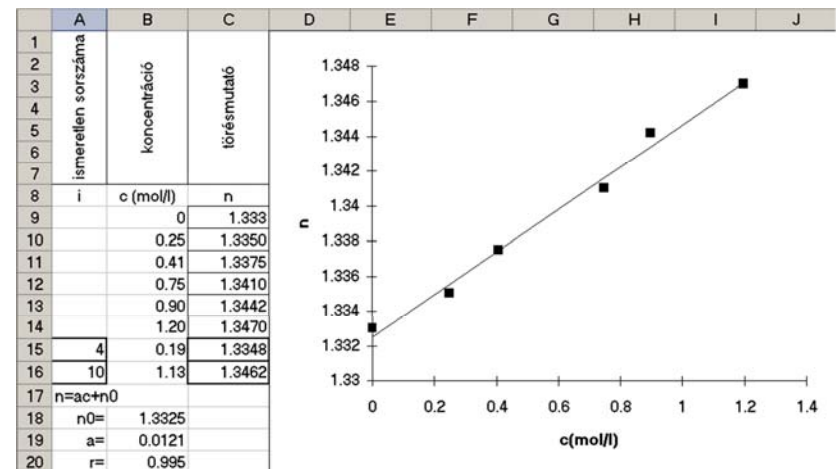 A B C D E F G H I J
1
2
3
4
5
6
7
ismeretlen sorszáma
koncentráció
törésmutató
8 i c (mol/l) n
9 0 1.333
10 0.25 1.3350
11 0.41 1.3375
12 0.75 1.3410
13 0.90 1.3442
14 1.20 1.3470
15 4 0.19 1.3348
16 10 1.13 1.3462
17 n=ac+n0
18 n0= 1.3325
19 a= 0.0121
20 r= 0.995
n
1.348
1.346
1.344
1.342
1.34
1.338
1.336
1.334
1.332
1.33
0 0.2 0.4 0.6 0.8 1 1.2 1.4
c(mol/l)